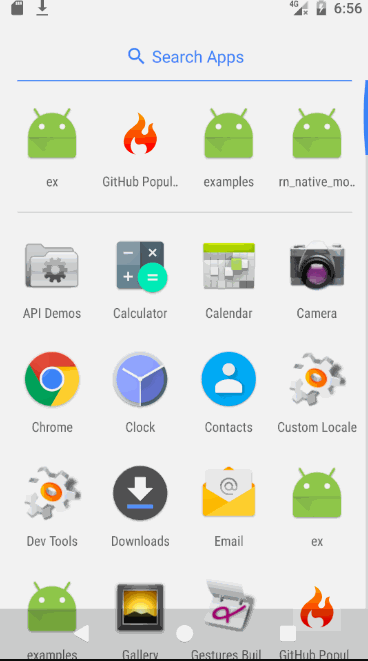 4G 6:56
Search Apps
ex GitHub Popul.. examples rn_native_mo..
API Demos Calculator Calendar Camera
Chrome Clock Contacts Custom Locale
Dev Tools Downloads Email ex
examples Gallery Gestures Buil GitHub Popul